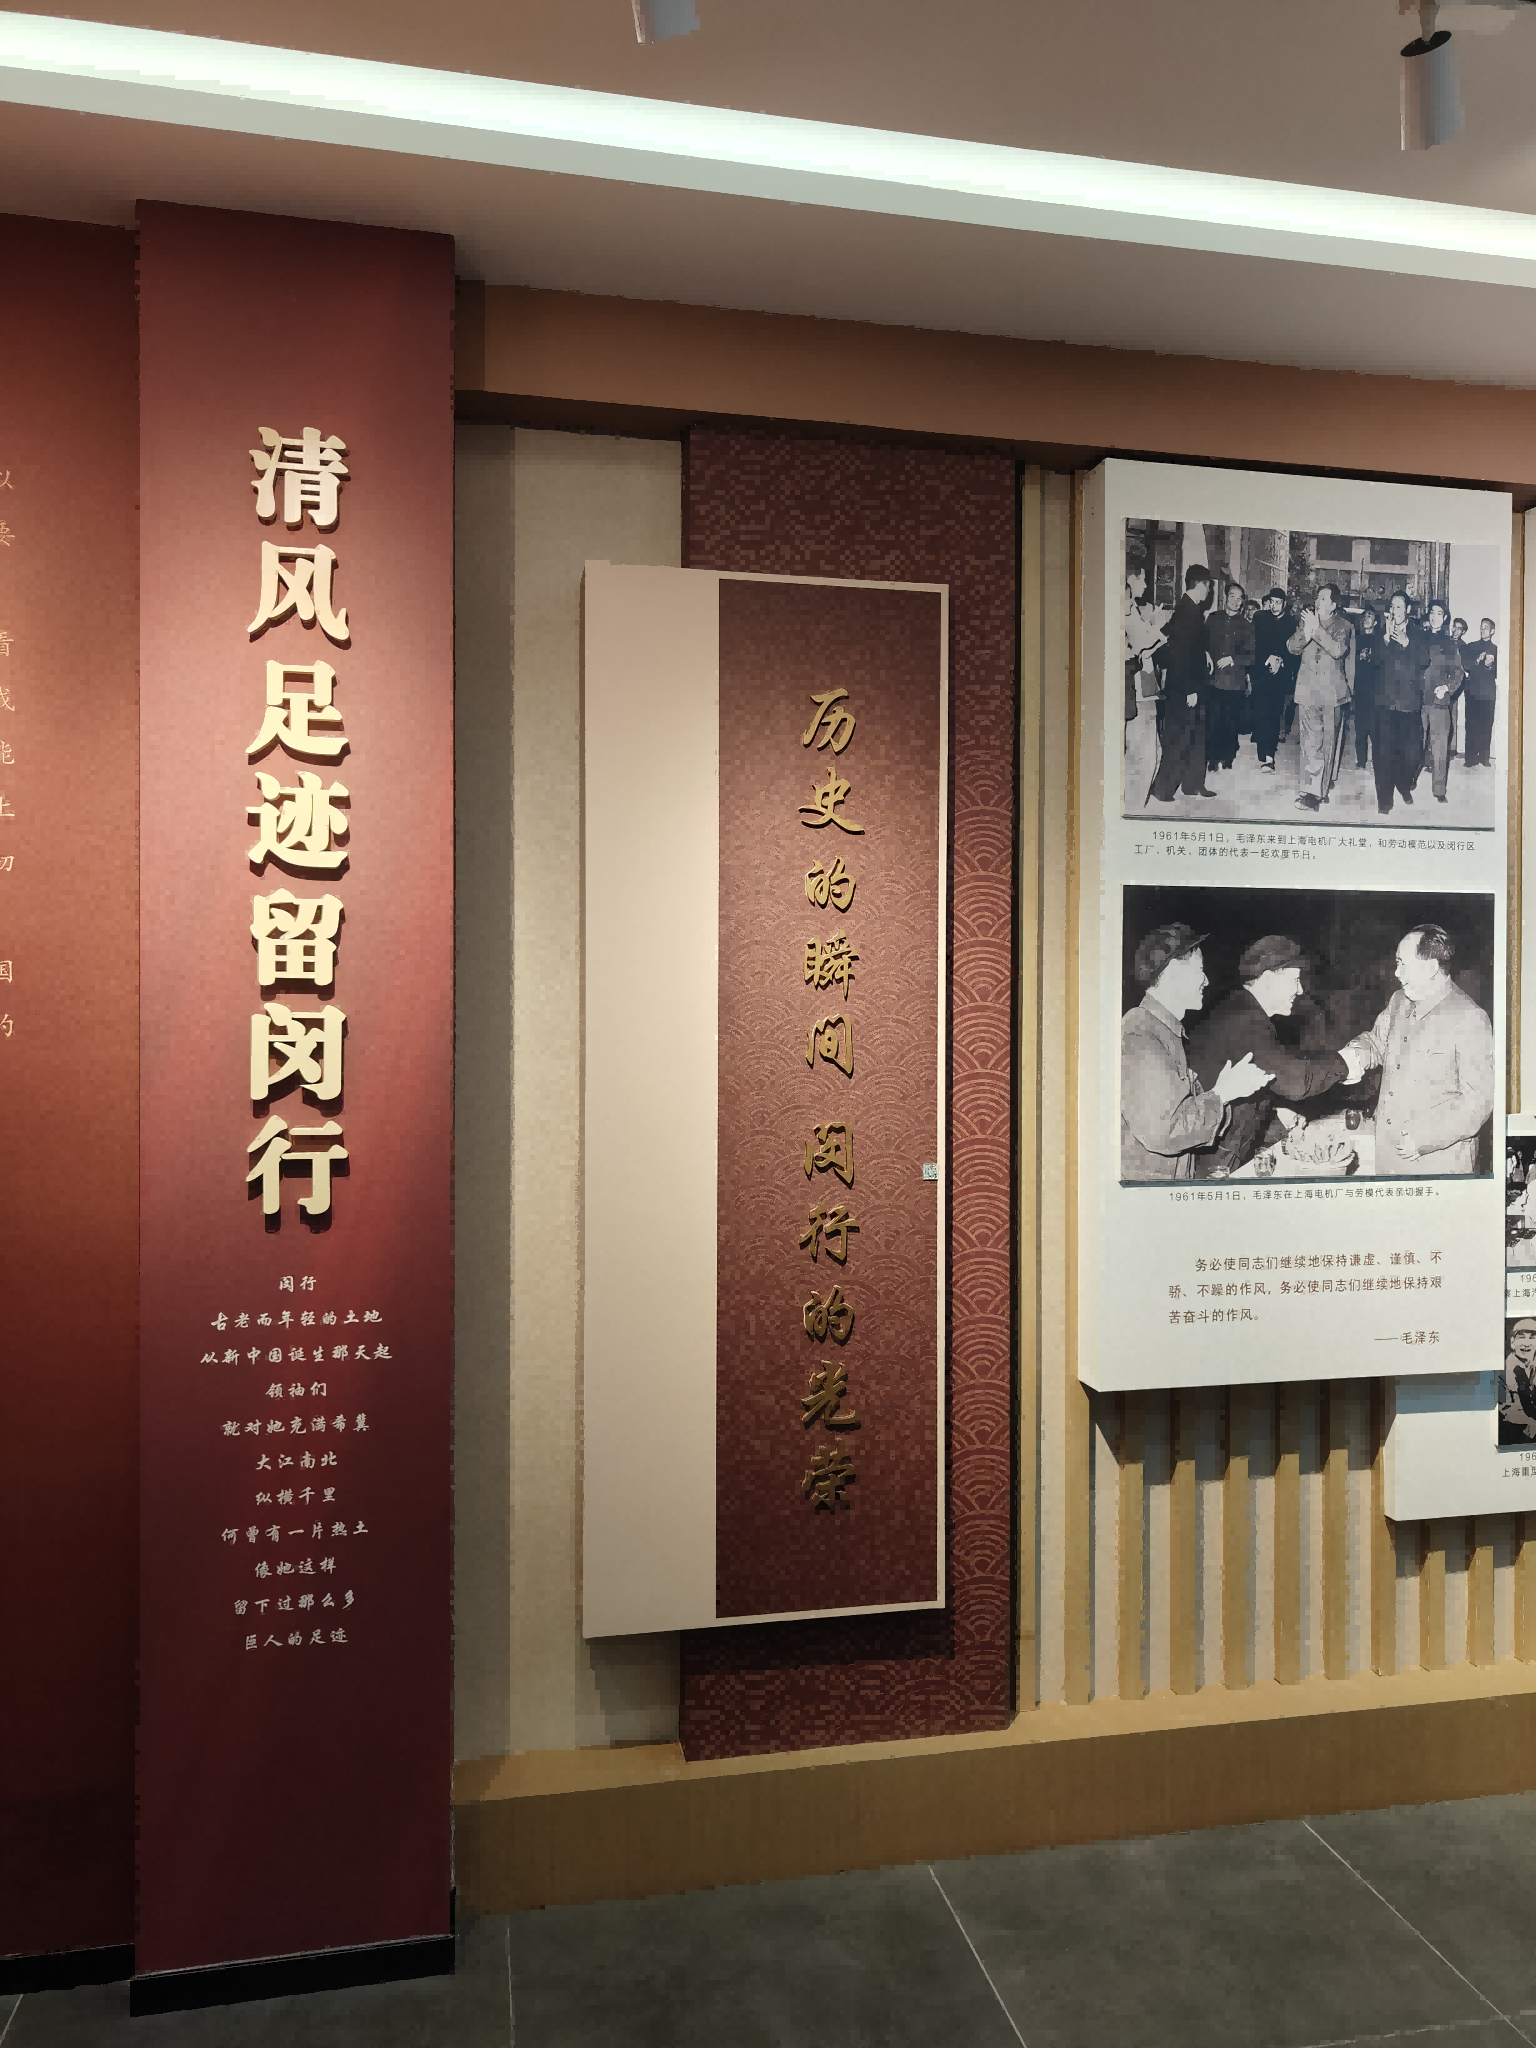 清风足迹留闵行
闵行
古老而年轻的土地
从新中国诞生那天起
领袖们
就对她充满希冀
大江南北
纵横千里
何曾有一片热土
像她这样
留下过那么多
巨人的足迹
历史的瞬间 闵行的光荣
1961年5月1日，毛泽东来到上海电机厂大礼堂，和劳动模范以及闵行区
工厂、机关、团体的代表一起欢度节日。
1961年5月1日，毛泽东在上海电机厂与劳模代表亲切握手。
务必使同志们继续地保持谦虚、谨慎、不
骄、不躁的作风，务必使同志们继续地保持艰
苦奋斗的作风。
——毛泽东